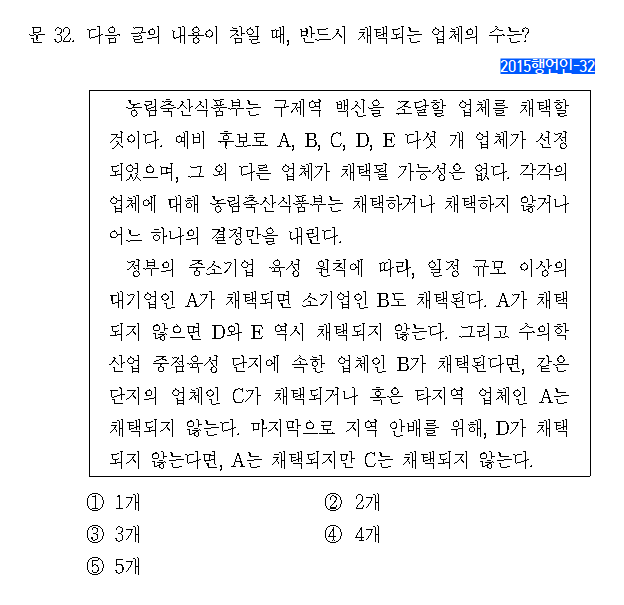 문 32. 다음 글의 내용이 참일 때, 반드시 채택되는 업체의 수는?
2015행언인-32
농림축산식품부는 구제역 백신을 조달할 업체를 채택할
것이다. 예비 후보로 A, B, C, D, E 다섯 개 업체가 선정
되었으며, 그 외 다른 업체가 채택될 가능성은 없다. 각각의
업체에 대해 농림축산식품부는 채택하거나 채택하지 않거나
어느 하나의 결정만을 내린다.
정부의 중소기업 육성 원칙에 따라, 일정 규모 이상의
대기업인 A가 채택되면 소기업인 B도 채택된다. A가 채택
되지 않으면 D와 E 역시 채택되지 않는다. 그리고 수의학
산업 중점육성 단지에 속한 업체인 B가 채택된다면, 같은
단지의 업체인 C가 채택되거나 혹은 타지역 업체인 A는
채택되지 않는다. 마지막으로 지역 안배를 위해, D가 채택
되지 않는다면, A는 채택되지만 C는 채택되지 않는다.
① 1개 ② 2개
③ 3개 ④ 4개
⑤ 5개